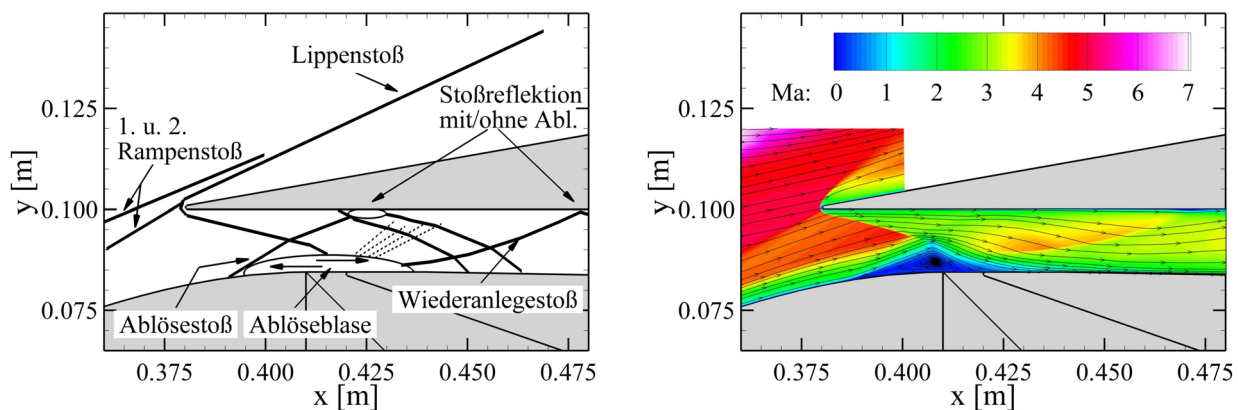 Lippenstoß
Stoßreflektion
mit/ohne Abl.
1. u. 2.
Rampenstoß
Ablösestoß
Ablöseblase
Wiederanlegestoß
0.125
0.100
0.075
y [m]
0.375
0.400
0.425
0.450
0.475
x [m]
Ma: 0 1 2 3 4 5 6 7
0.125
0.100
0.075
y [m]
0.375
0.400
0.425
0.450
0.475
x [m]